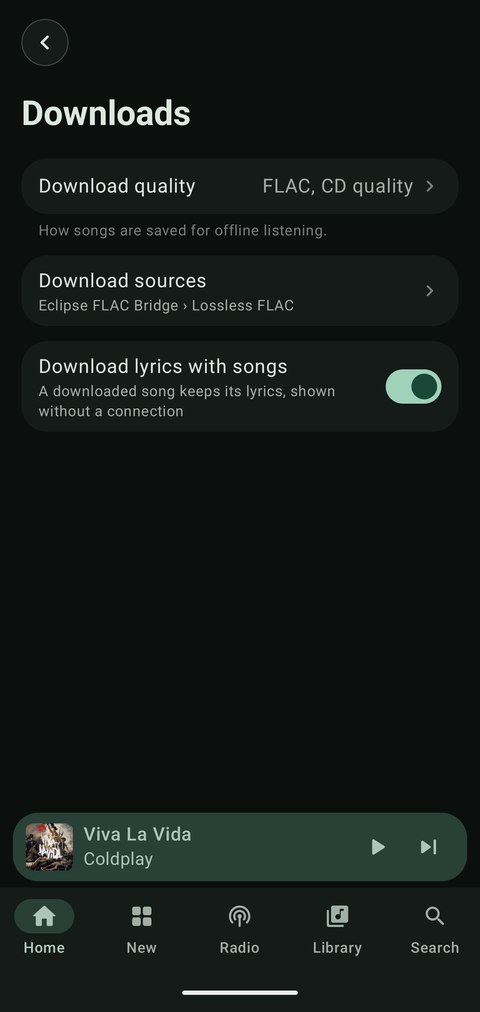 Downloads
Download quality
FLAC, CD quality
How songs are saved for offline listening.
Download sources
Eclipse FLAC Bridge › Lossless FLAC
Download lyrics with songs
A downloaded song keeps its lyrics, shown
without a connection
Viva La Vida
Coldplay
Home
New
Radio
Library
Search